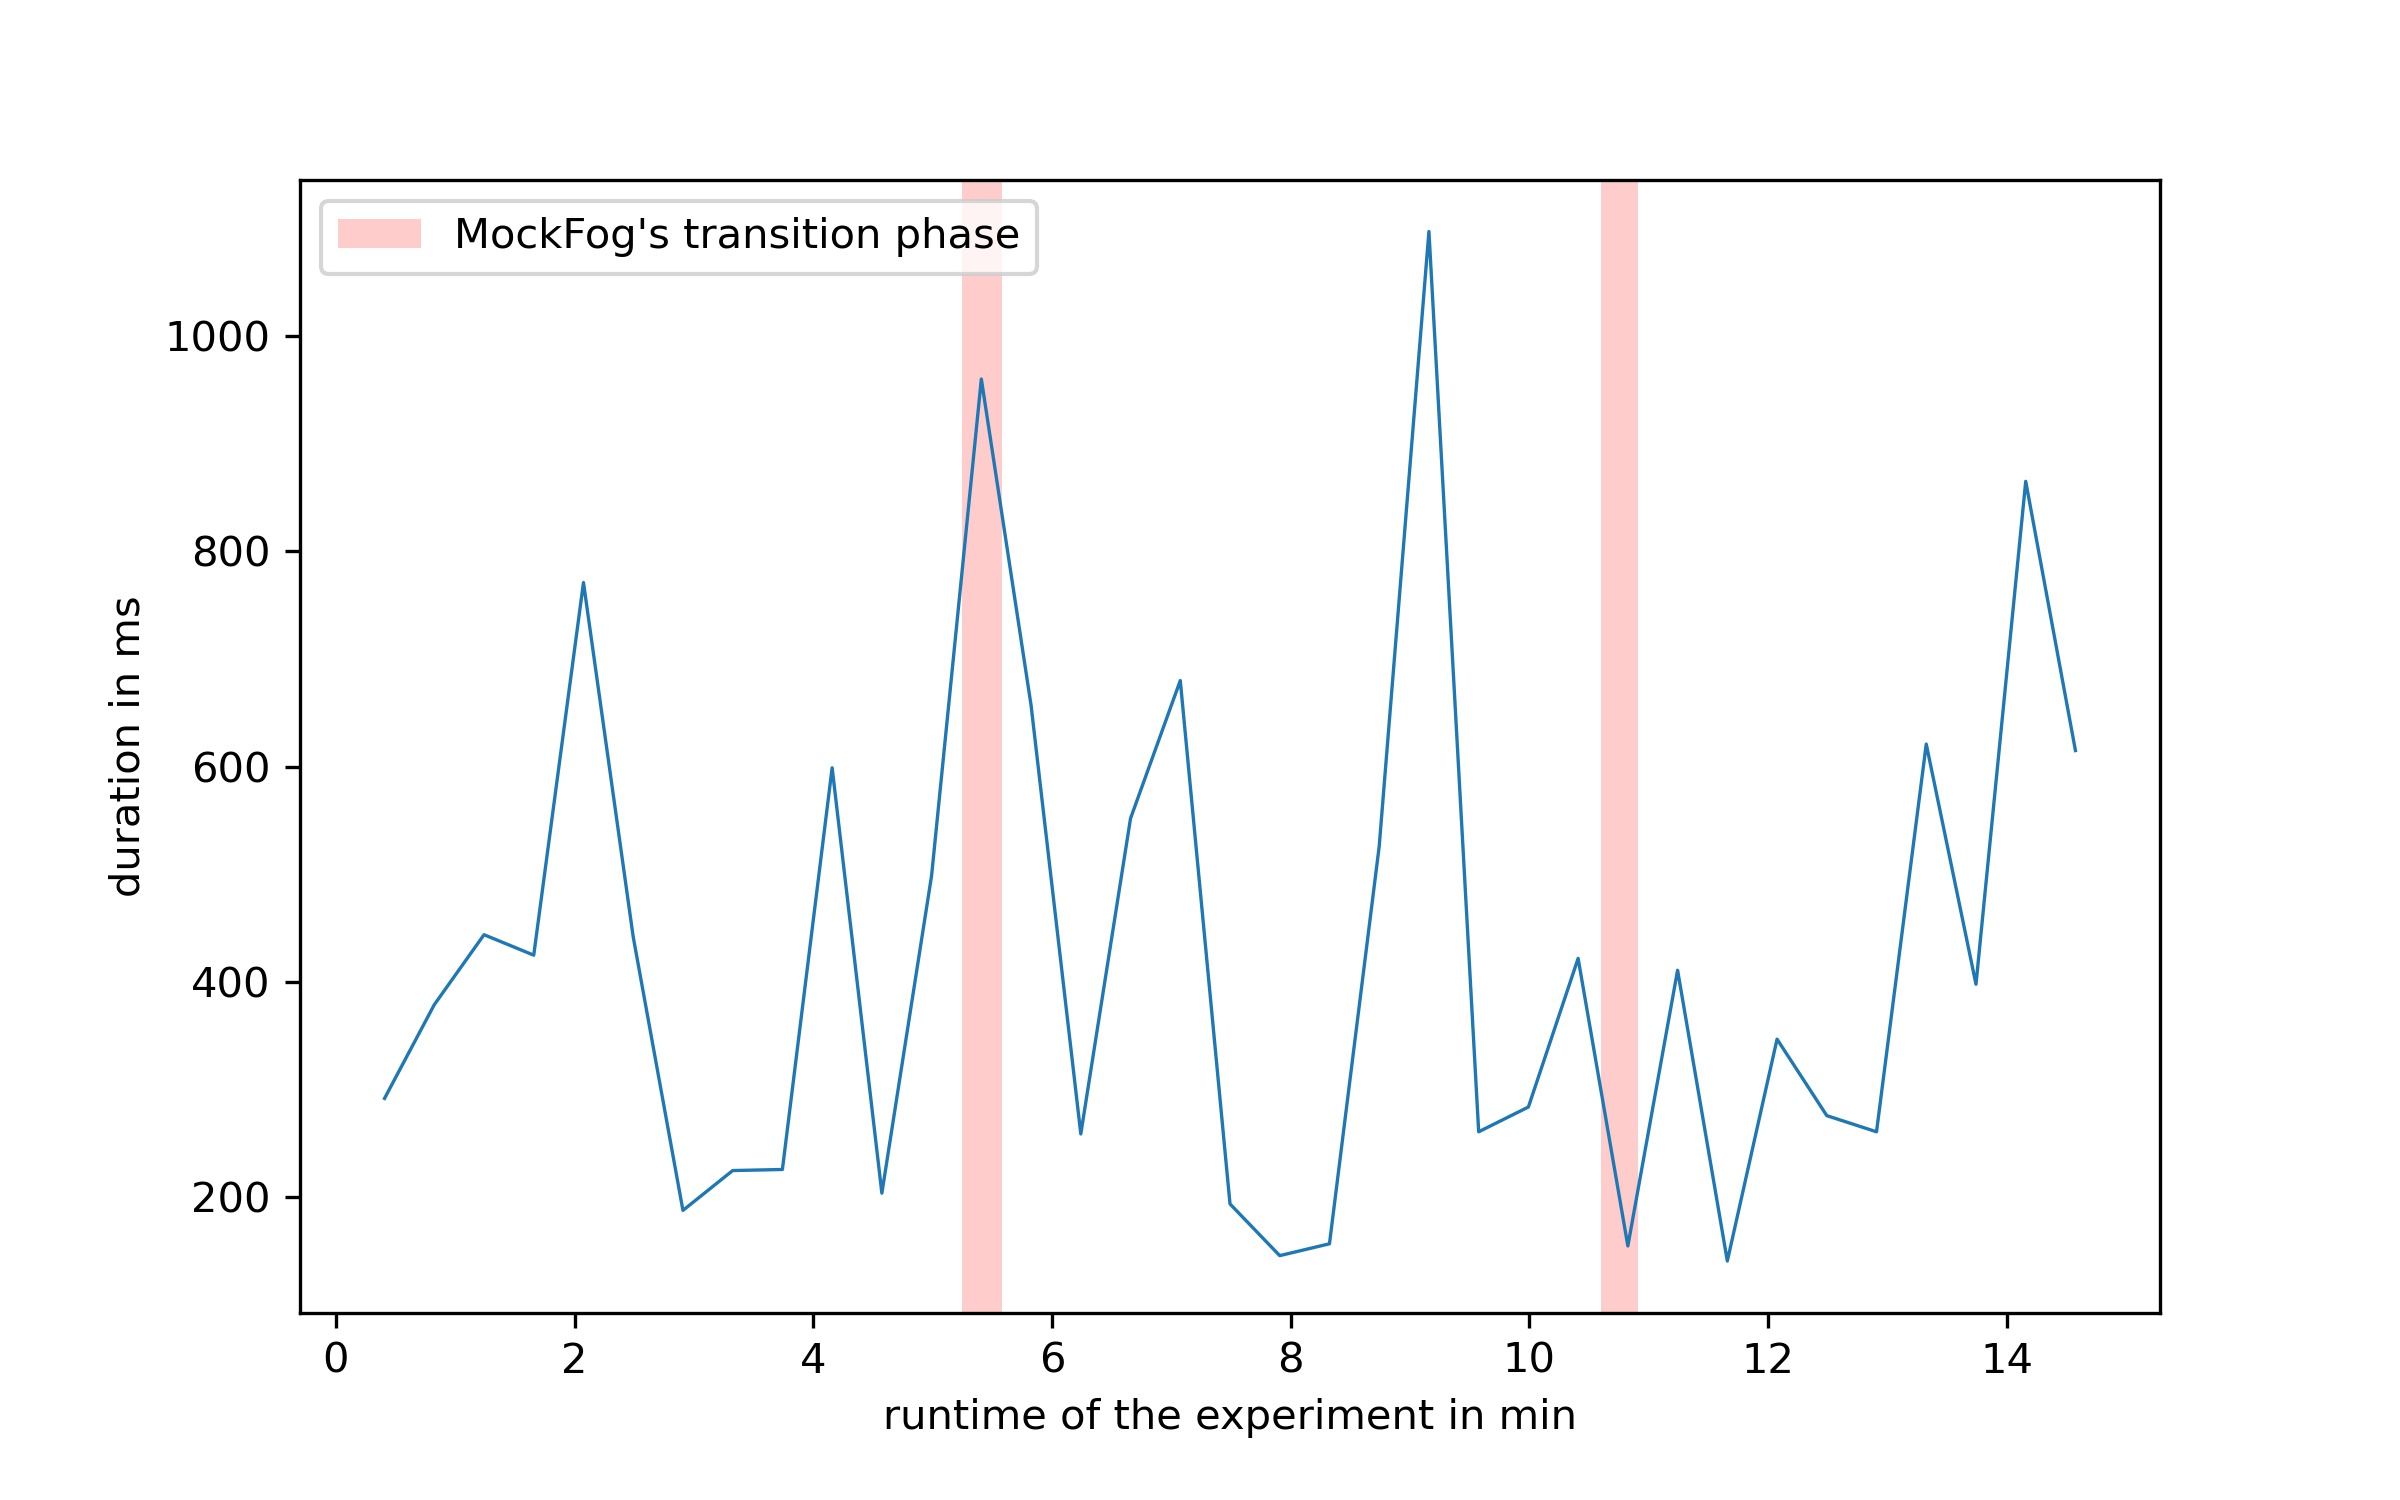 MockFog's transition phase
1000
800
600
400
200
duration in ms
0 2 4 6 8 10 12 14
runtime of the experiment in min